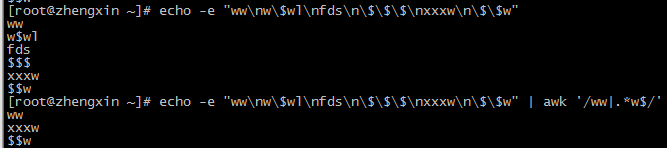 $$w
[root@zhengxin ~]# echo -e "ww\nw\$wl\nfds\n\$\$\$\nxxxw\n\$\$w"
ww
w$wl
fds
$$$
xxxw
$$w
[root@zhengxin ~]# echo -e "ww\nw\$wl\nfds\n\$\$\$\nxxxw\n\$\$w" | awk '/ww|.*w$/'
ww
xxxw
$$w